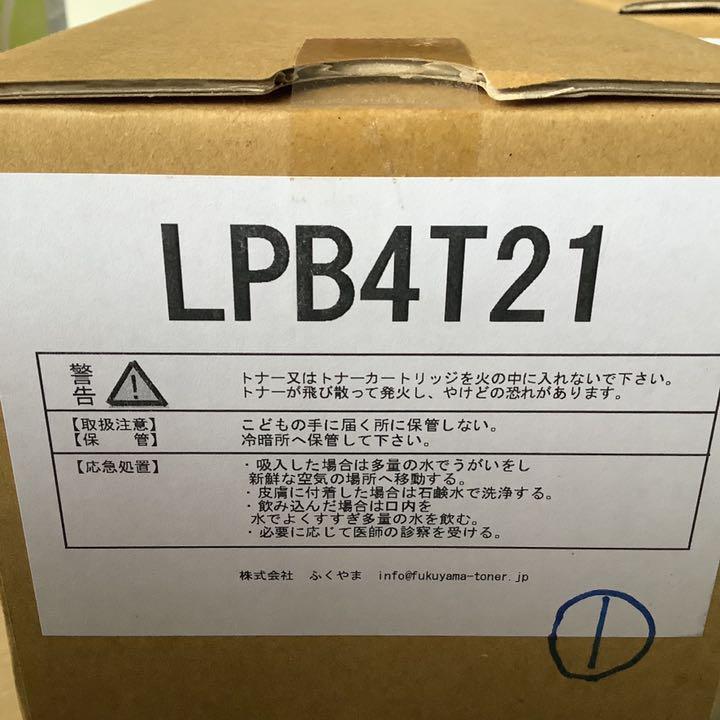 LPB4T21
警告
トナー又はトナーカートリッジを火の中に入れないで下さい。
トナーが飛び散って発火し、やけどの恐れがあります。
【取扱注意】 こどもの手に届く所に保管しない。
【保　管】 冷暗所へ保管して下さい。
【応急処置】 ・吸入した場合は多量の水でうがいをし
新鮮な空気の場所へ移動する。
・皮膚に付着した場合は石鹸水で洗浄する。
・飲み込んだ場合は口内を
水でよくすすぎ多量の水を飲む。
・必要に応じて医師の診察を受ける。
株式会社 ふくやま info@fukuyama-toner.jp
①